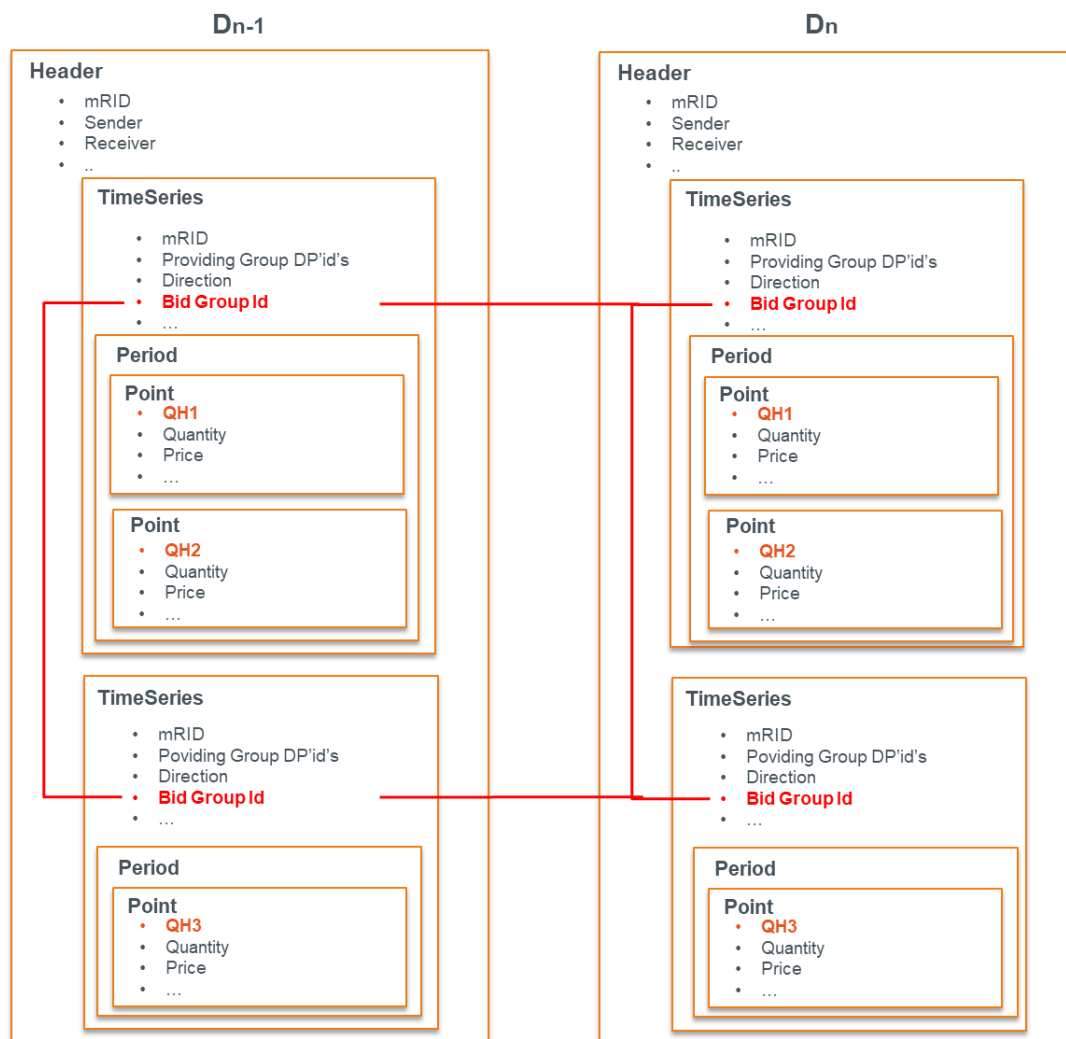 Dn-1
Header
• mRID
• Sender
• Receiver
• ..
TimeSeries
• mRID
• Providing Group DP'id's
• Direction
• Bid Group Id
• ...
Period
Point
• QH1
• Quantity
• Price
• ...
Point
• QH2
• Quantity
• Price
• ...
TimeSeries
• mRID
• Poviding Group DP'id's
• Direction
• Bid Group Id
• ...
Period
Point
• QH3
• Quantity
• Price
• ...
Dn
Header
• mRID
• Sender
• Receiver
• ..
TimeSeries
• mRID
• Providing Group DP'id's
• Direction
• Bid Group Id
• ...
Period
Point
• QH1
• Quantity
• Price
• ...
Point
• QH2
• Quantity
• Price
• ...
TimeSeries
• mRID
• Poviding Group DP'id's
• Direction
• Bid Group Id
• ...
Period
Point
• QH3
• Quantity
• Price
• ...